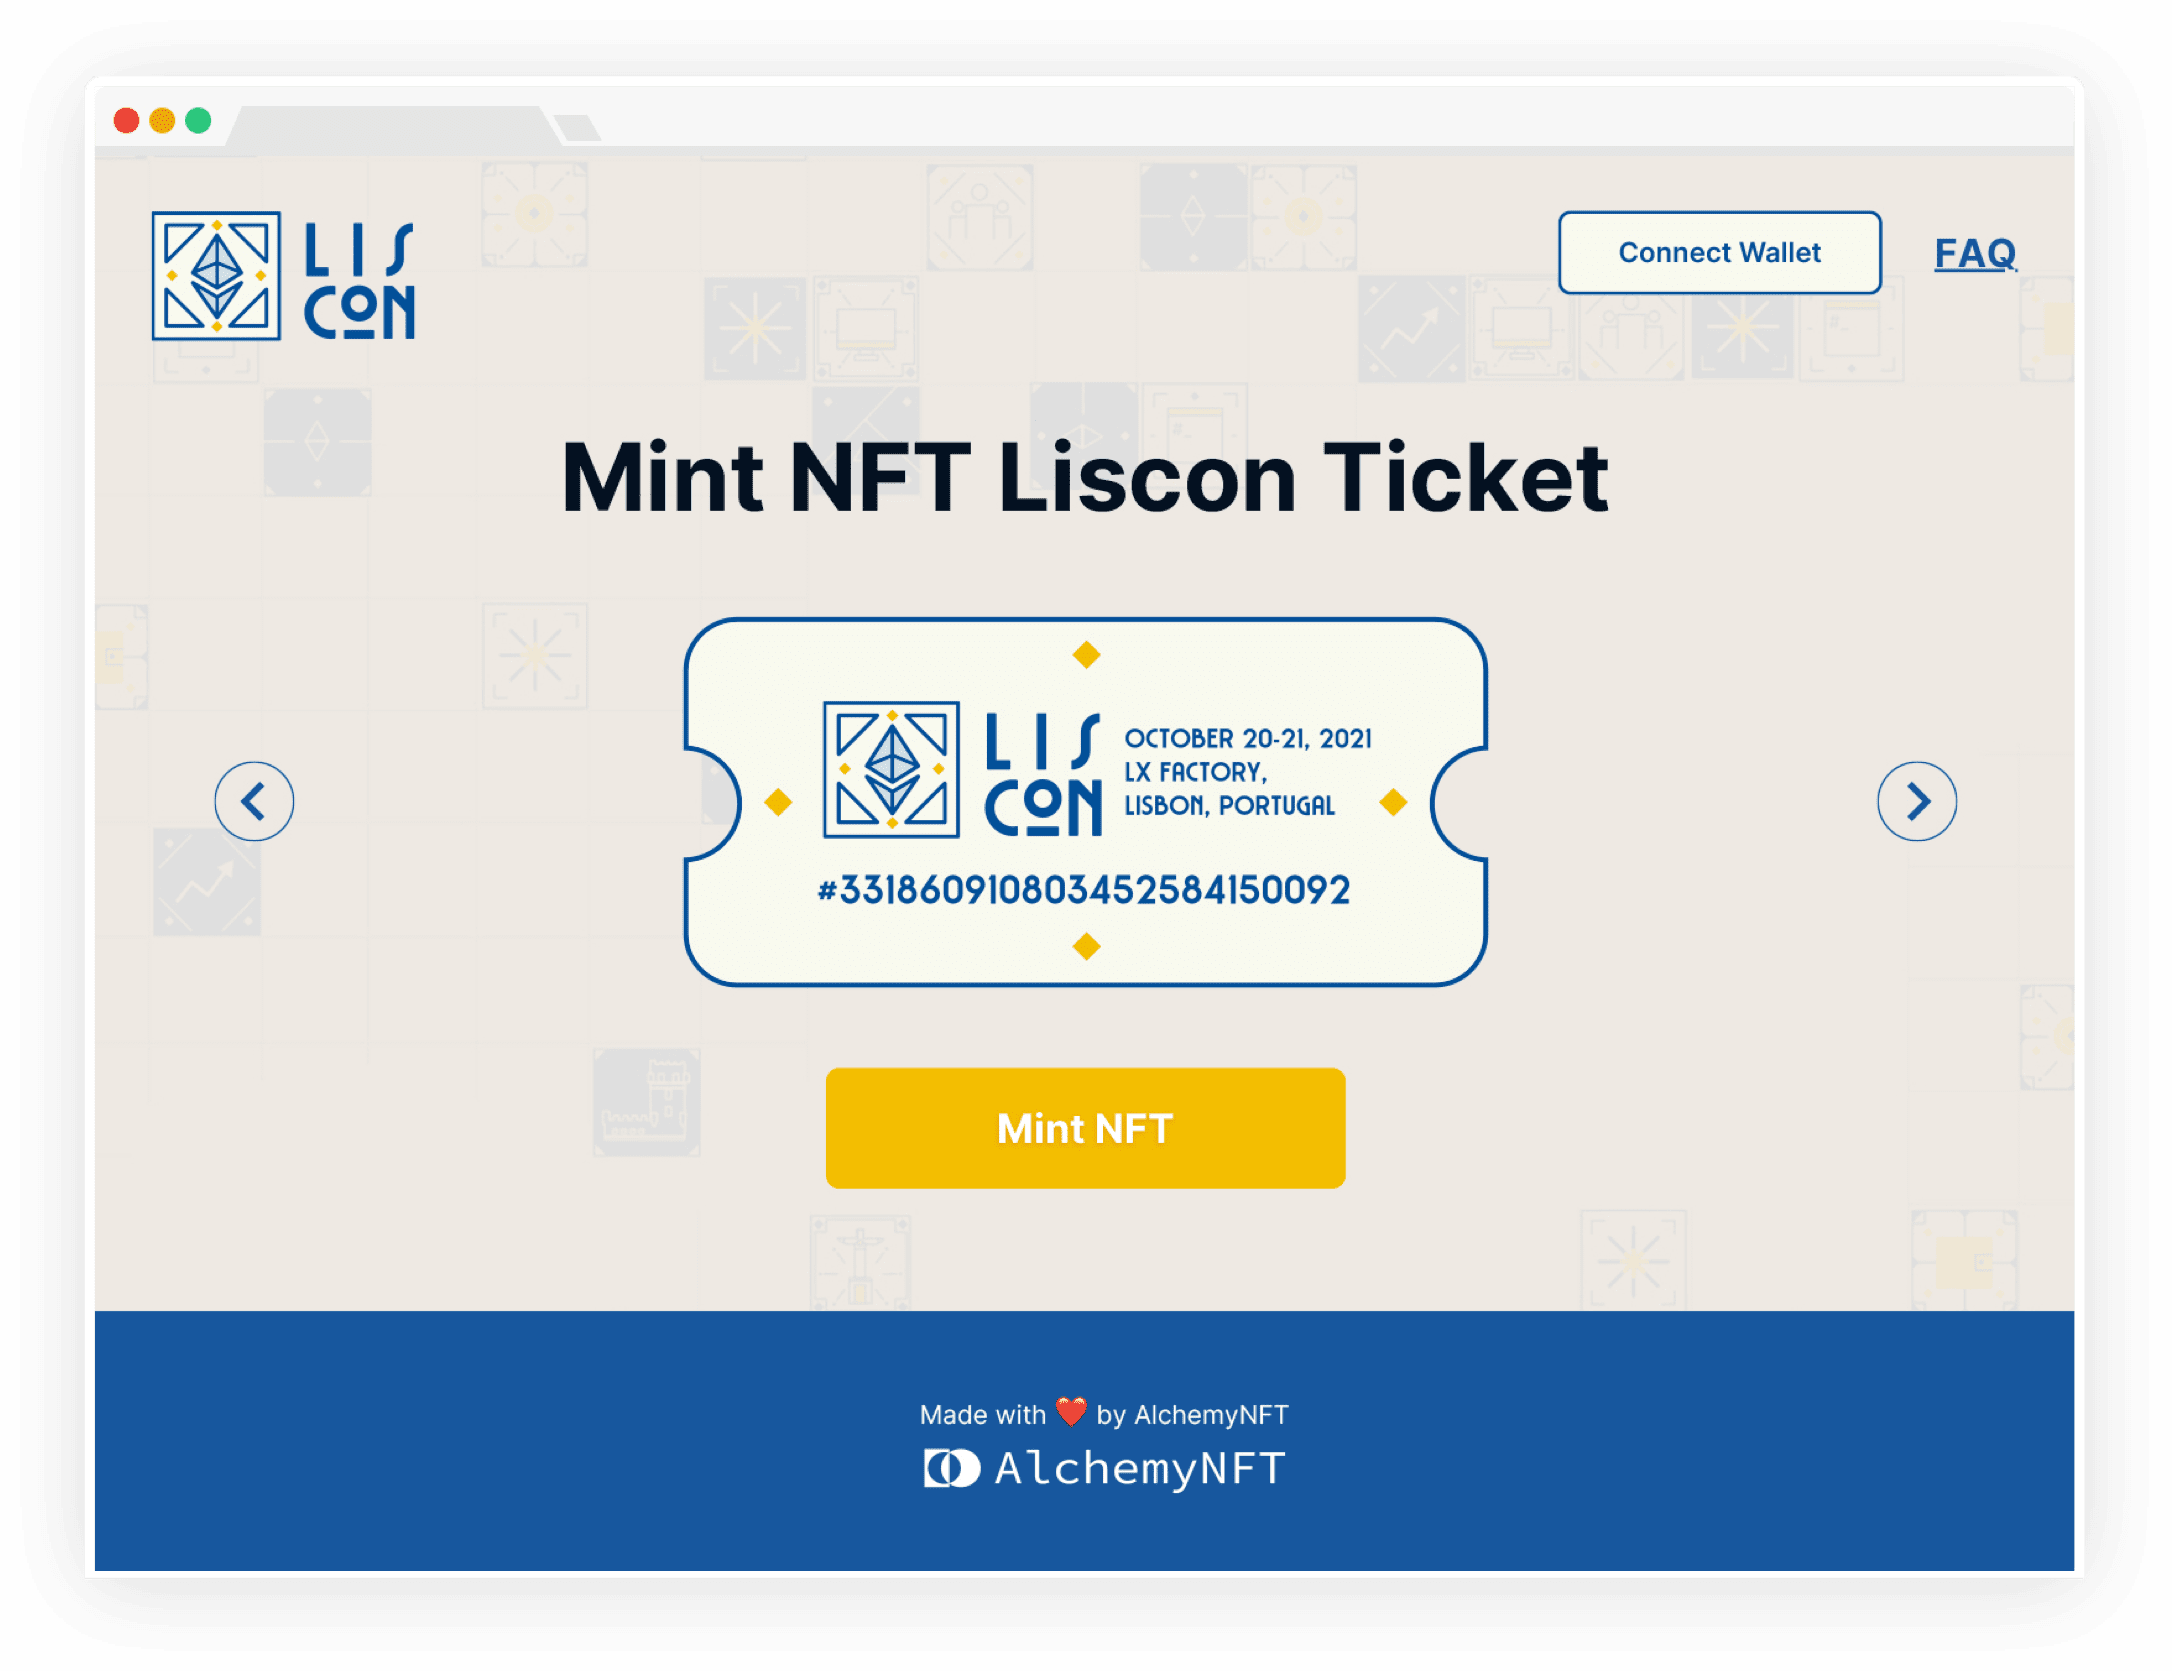 LIS
CON
Connect Wallet
FAQ
Mint NFT Liscon Ticket
LIS
CON
OCTOBER 20-21, 2021
LX FACTORY,
LISBON, PORTUGAL
#331860910803452584150092
Mint NFT
Made with ❤️ by AlchemyNFT
AlchemyNFT